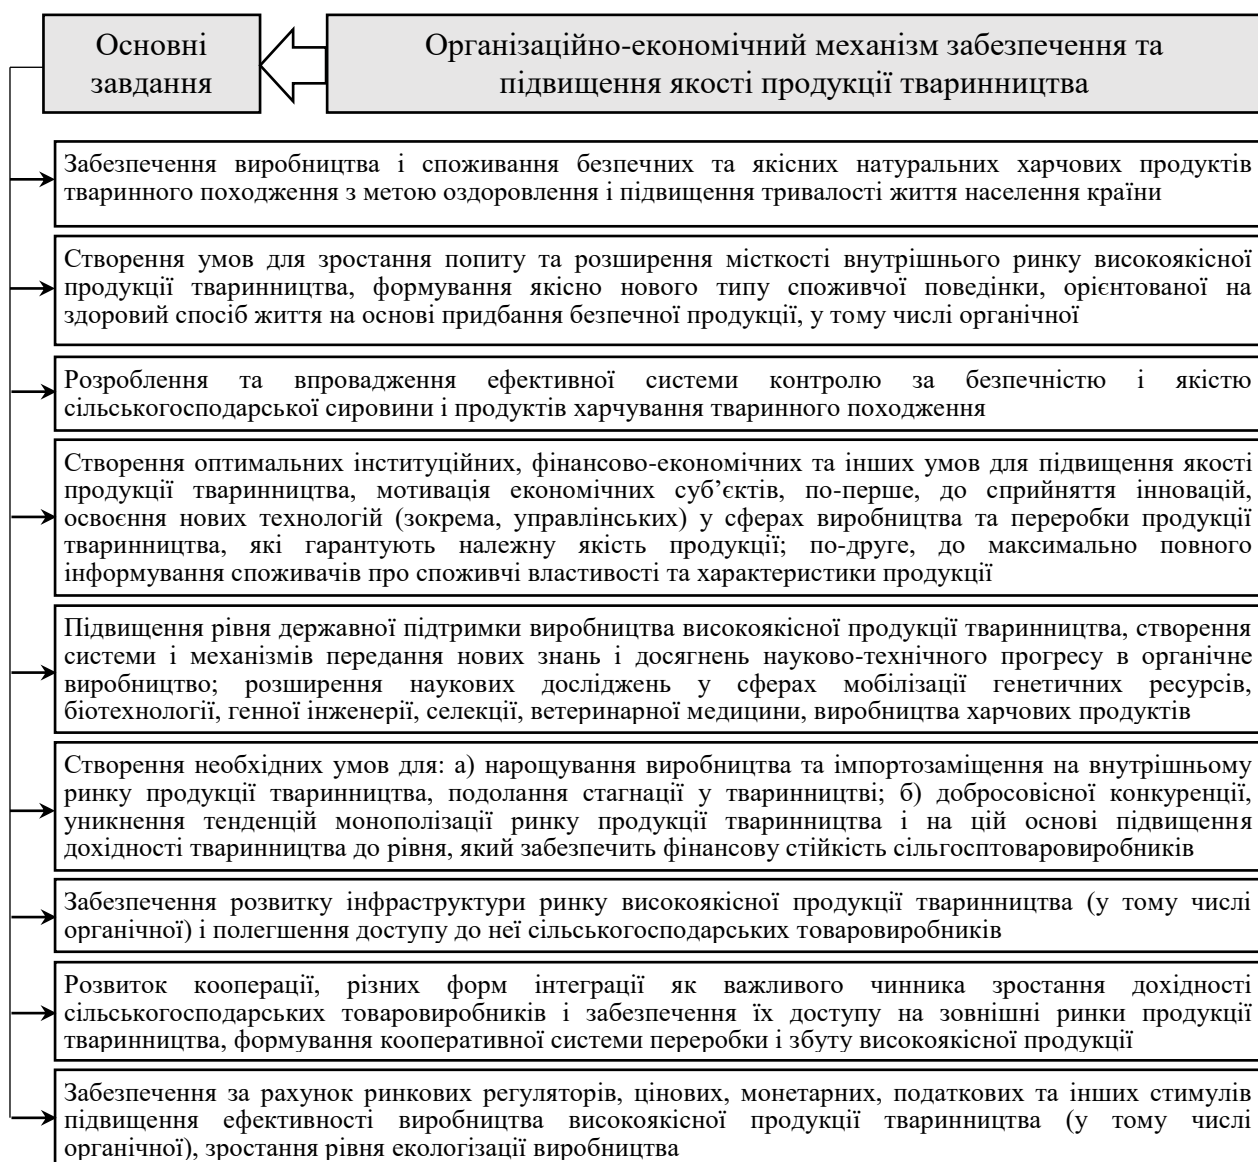 Основні
завдання
Організаційно-економічний механізм забезпечення та
підвищення якості продукції тваринництва
Забезпечення виробництва і споживання безпечних та якісних натуральних харчових продуктів
тваринного походження з метою оздоровлення і підвищення тривалості життя населення країни
Створення умов для зростання попиту та розширення місткості внутрішнього ринку високоякісної
продукції тваринництва, формування якісно нового типу споживчої поведінки, орієнтованої на
здоровий спосіб життя на основі придбання безпечної продукції, у тому числі органічної
Розроблення та впровадження ефективної системи контролю за безпечністю і якістю
сільськогосподарської сировини і продуктів харчування тваринного походження
Створення оптимальних інституційних, фінансово-економічних та інших умов для підвищення якості
продукції тваринництва, мотивація економічних суб’єктів, по-перше, до сприйняття інновацій,
освоєння нових технологій (зокрема, управлінських) у сферах виробництва та переробки продукції
тваринництва, які гарантують належну якість продукції; по-друге, до максимально повного
інформування споживачів про споживчі властивості та характеристики продукції
Підвищення рівня державної підтримки виробництва високоякісної продукції тваринництва, створення
системи і механізмів передання нових знань і досягнень науково-технічного прогресу в органічне
виробництво; розширення наукових досліджень у сферах мобілізації генетичних ресурсів,
біотехнології, генної інженерії, селекції, ветеринарної медицини, виробництва харчових продуктів
Створення необхідних умов для: а) нарощування виробництва та імпортозаміщення на внутрішньому
ринку продукції тваринництва, подолання стагнації у тваринництві; б) добросовісної конкуренції,
уникнення тенденцій монополізації ринку продукції тваринництва і на цій основі підвищення
дохідності тваринництва до рівня, який забезпечить фінансову стійкість сільгосптоваровиробників
Забезпечення розвитку інфраструктури ринку високоякісної продукції тваринництва (у тому числі
органічної) і полегшення доступу до неї сільськогосподарських товаровиробників
Розвиток кооперації, різних форм інтеграції як важливого чинника зростання дохідності
сільськогосподарських товаровиробників і забезпечення їх доступу на зовнішні ринки продукції
тваринництва, формування кооперативної системи переробки і збуту високоякісної продукції
Забезпечення за рахунок ринкових регуляторів, цінових, монетарних, податкових та інших стимулів
підвищення ефективності виробництва високоякісної продукції тваринництва (у тому числі
органічної), зростання рівня екологізації виробництва